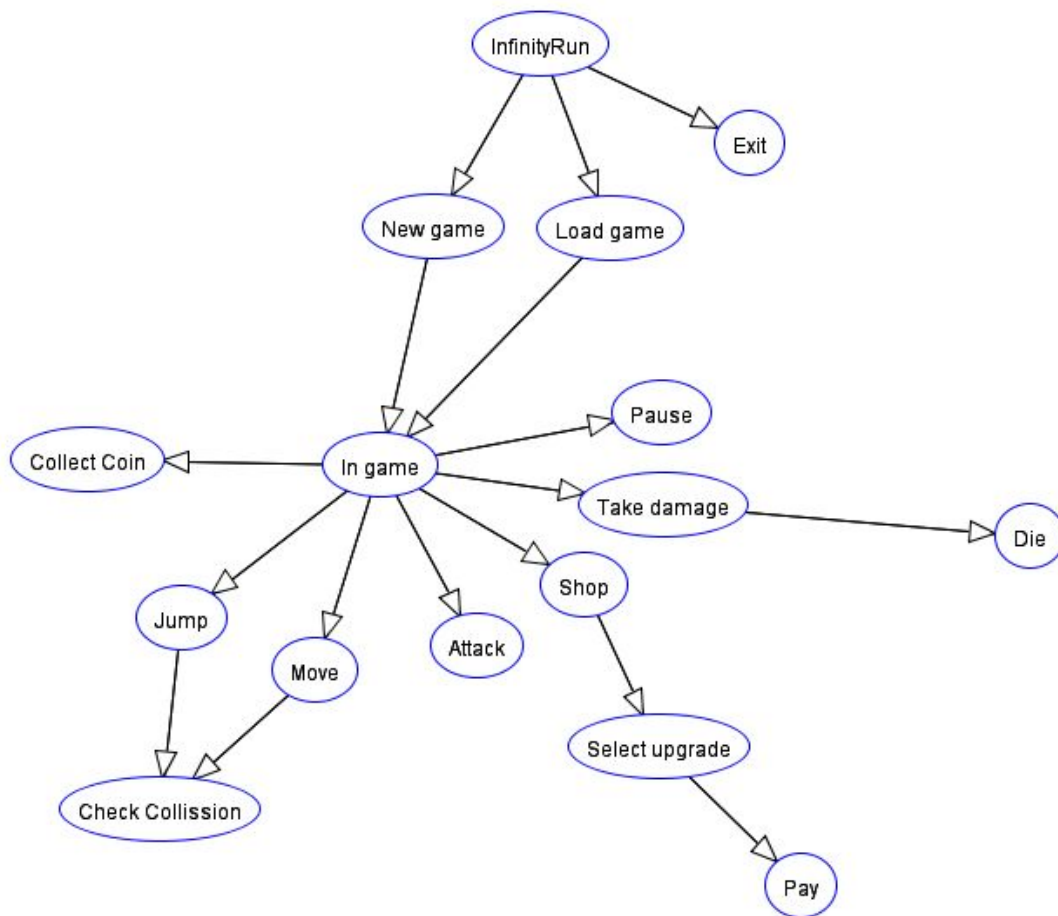 InfinityRun
Exit
New game
Load game
Pause
Collect Coin
In game
Take damage
Die
Shop
Jump
Attack
Move
Select upgrade
Check Collission
Pay